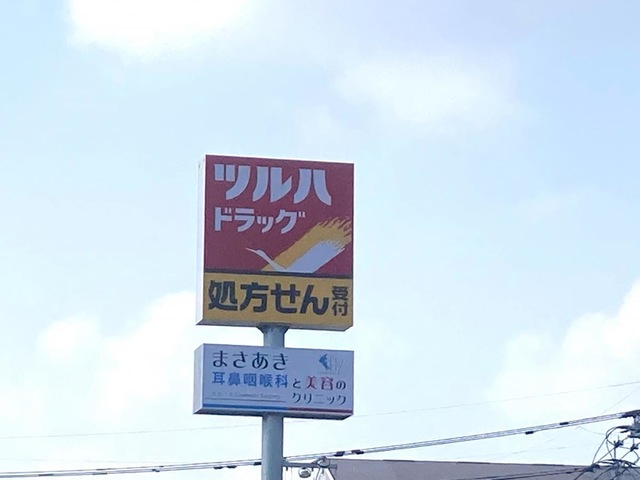 ツルハ
ドラッグ
処方せん受付
まさあき
耳鼻咽喉科と美容の
クリニック